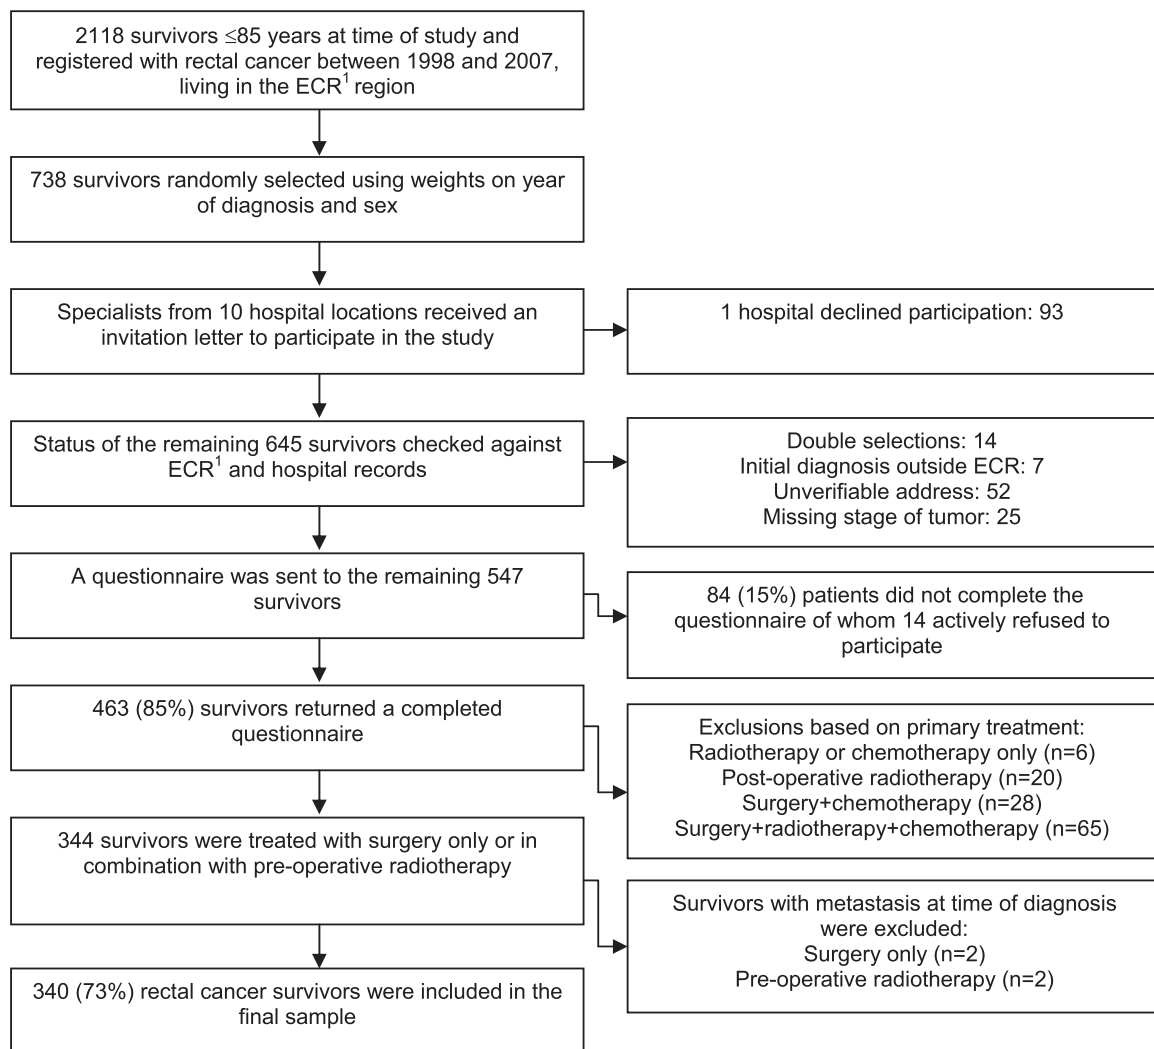 2118 survivors ≤85 years at time of study and
registered with rectal cancer between 1998 and 2007,
living in the ECR1 region
738 survivors randomly selected using weights on year
of diagnosis and sex
Specialists from 10 hospital locations received an
invitation letter to participate in the study
1 hospital declined participation: 93
Status of the remaining 645 survivors checked against
ECR1 and hospital records
Double selections: 14
Initial diagnosis outside ECR: 7
Unverifiable address: 52
Missing stage of tumor: 25
A questionnaire was sent to the remaining 547
survivors
84 (15%) patients did not complete the
questionnaire of whom 14 actively refused to
participate
463 (85%) survivors returned a completed
questionnaire
Exclusions based on primary treatment:
Radiotherapy or chemotherapy only (n=6)
Post-operative radiotherapy (n=20)
Surgery+chemotherapy (n=28)
Surgery+radiotherapy+chemotherapy (n=65)
344 survivors were treated with surgery only or in
combination with pre-operative radiotherapy
Survivors with metastasis at time of diagnosis
were excluded:
Surgery only (n=2)
Pre-operative radiotherapy (n=2)
340 (73%) rectal cancer survivors were included in the
final sample